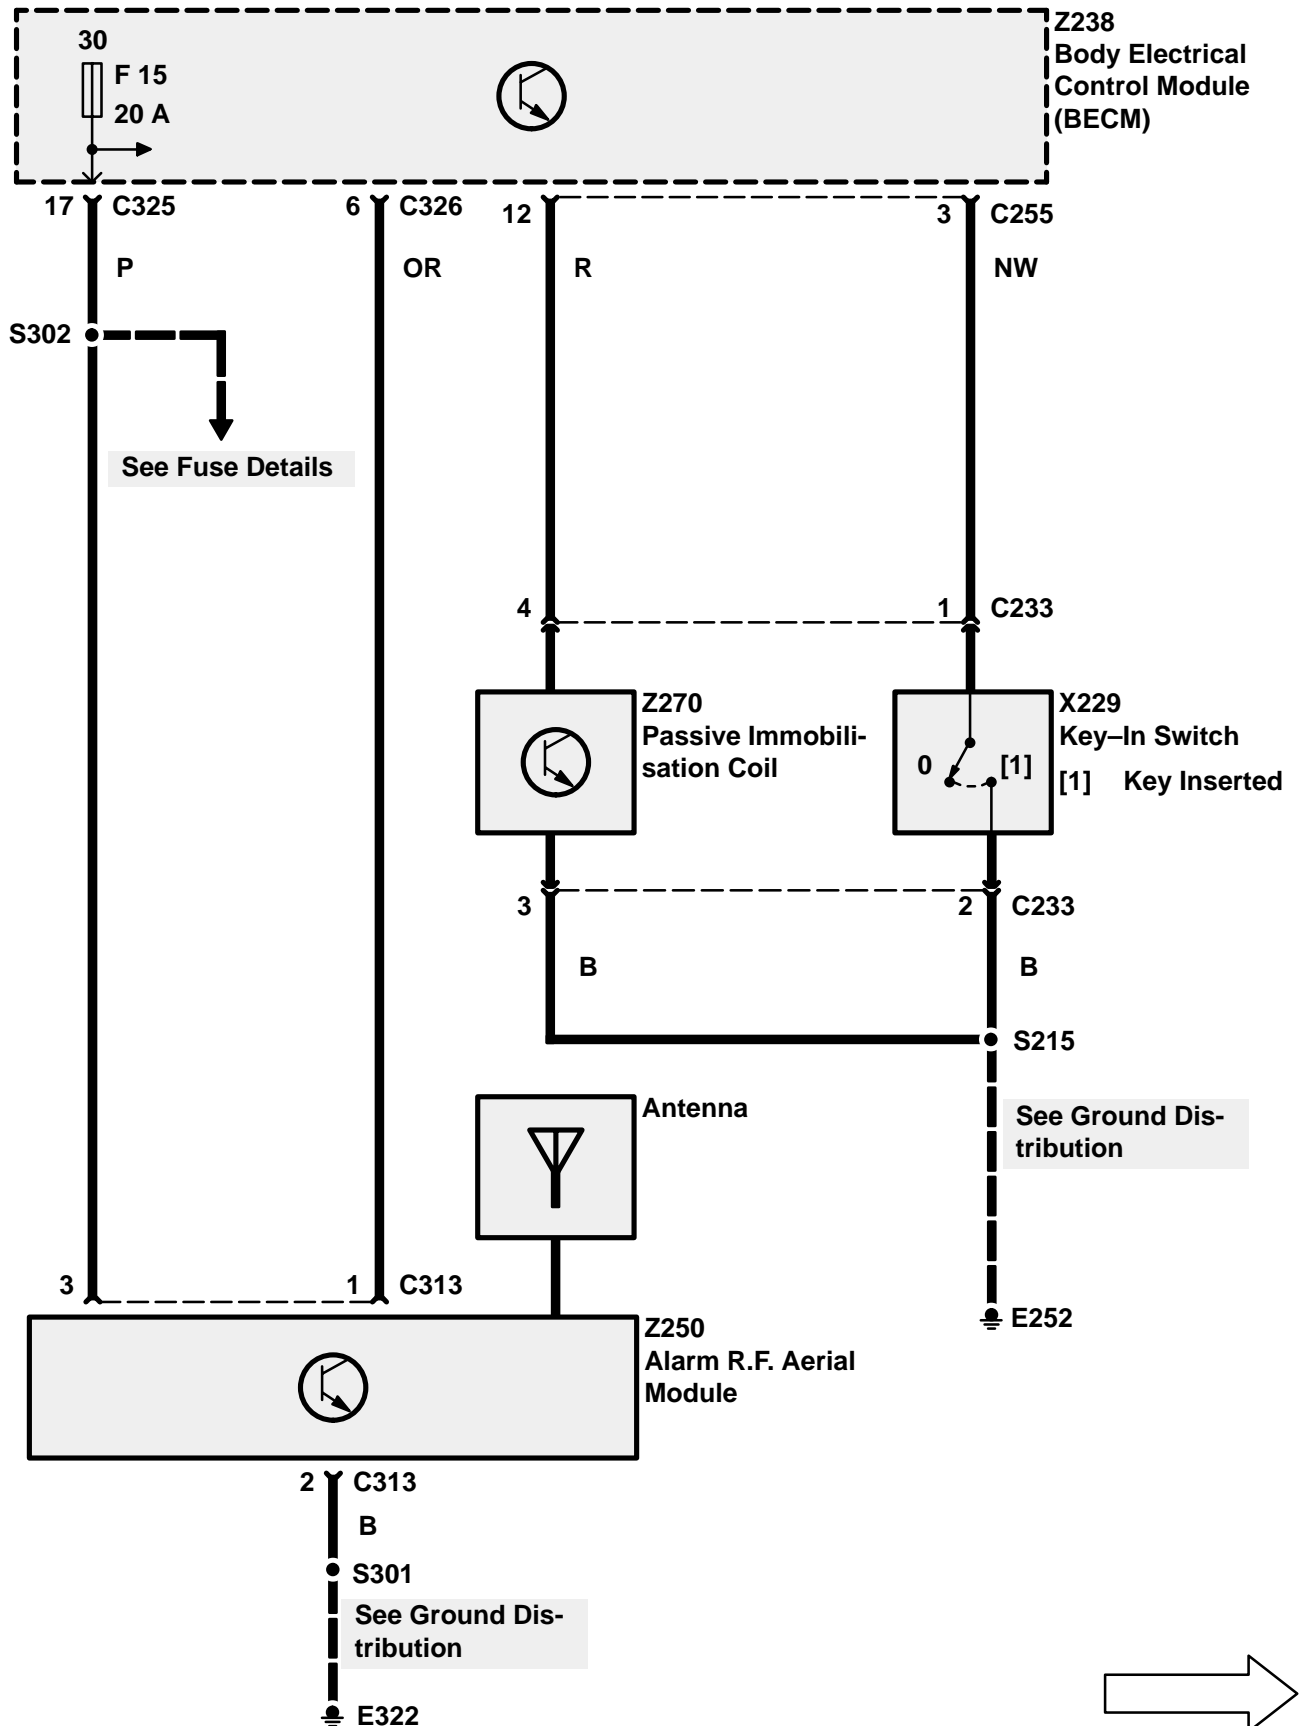 30
F 15
20 A
Z238
Body Electrical
Control Module
(BECM)
17 C325
6 C326
12
3 C255
P
OR
R
NW
S302
See Fuse Details
4
1 C233
Z270
Passive Immobili-
sation Coil
X229
Key–In Switch
[1] Key Inserted
0
[1]
3
2 C233
B
B
S215
Antenna
See Ground Dis-
tribution
3
1 C313
E252
Z250
Alarm R.F. Aerial
Module
2 C313
B
S301
See Ground Dis-
tribution
E322